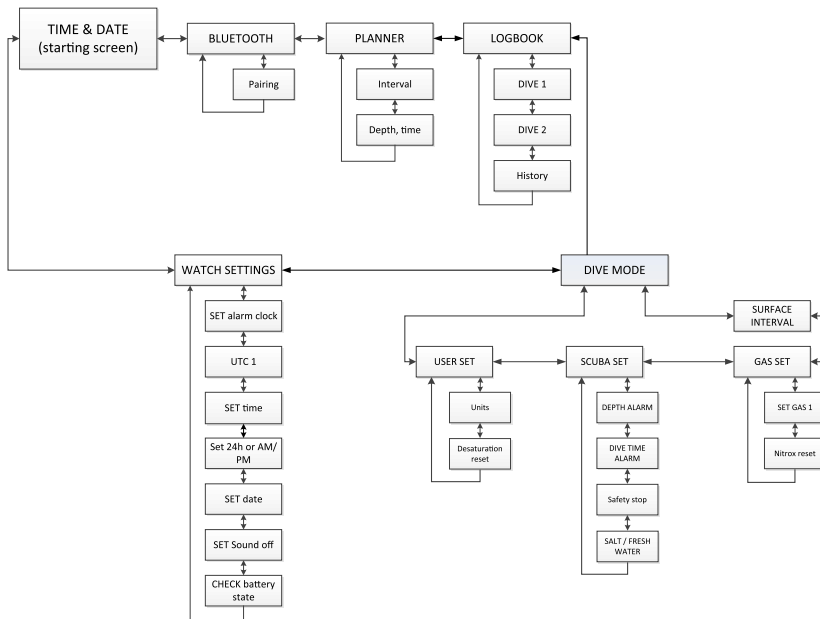 TIME & DATE
(starting screen)
BLUETOOTH
PLANNER
LOGBOOK
Pairing
Interval
DIVE 1
Depth, time
DIVE 2
History
WATCH SETTINGS
DIVE MODE
SET alarm clock
SURFACE
INTERVAL
UTC 1
USER SET
SCUBA SET
GAS SET
SET time
Units
DEPTH ALARM
SET GAS 1
Set 24h or AM/
PM
Desaturation
reset
DIVE TIME
ALARM
Nitrox reset
SET date
Safety stop
SET Sound off
SALT / FRESH
WATER
CHECK battery
state